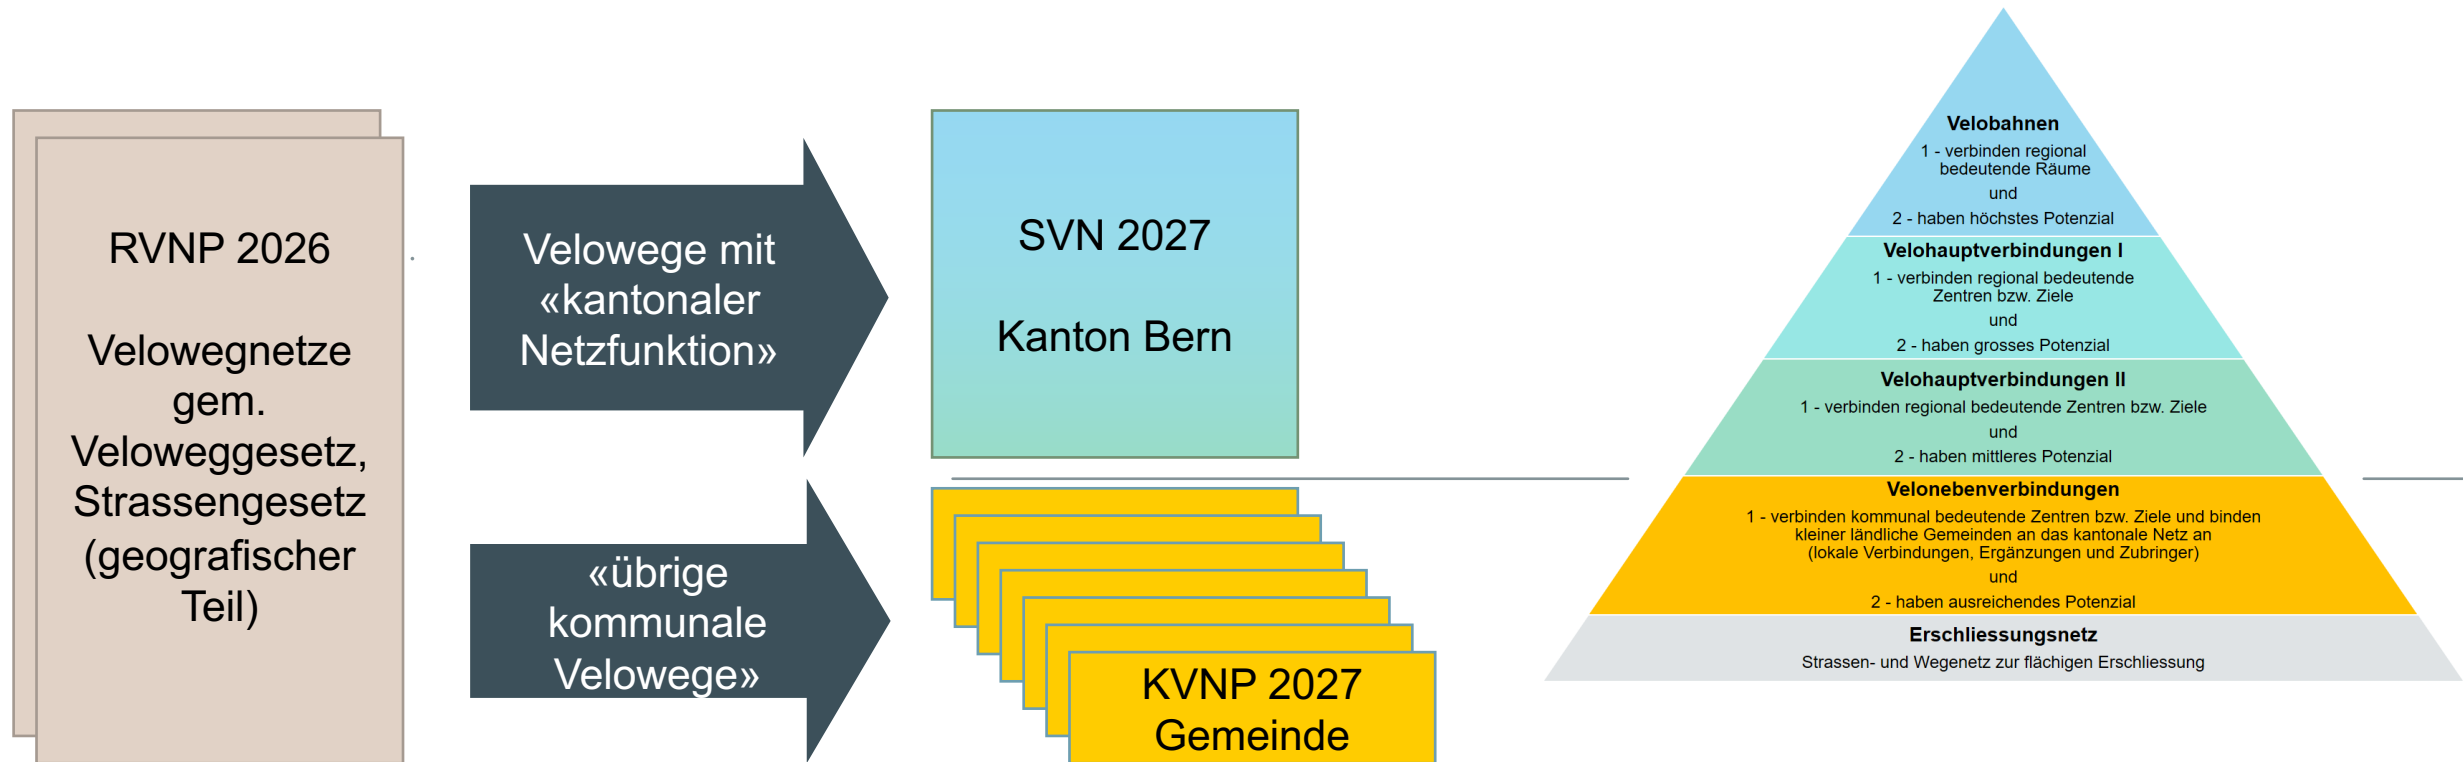 RVNP 2026
Velowegnetze
gem.
Veloweggesetz,
Strassengesetz
(geografischer
Teil)
Velowege mit
«kantonaler
Netzfunktion»
«übrige
kommunale
Velowege»
SVN 2027
Kanton Bern
KVNP 2027
Gemeinde
Velobahnen
1 - verbinden regional
bedeutende Räume
und
2 - haben höchstes Potenzial
Velohauptverbindungen I
1 - verbinden regional bedeutende
Zentren bzw. Ziele
und
2 - haben grosses Potenzial
Velohauptverbindungen II
1 - verbinden regional bedeutende Zentren bzw. Ziele
und
2 - haben mittleres Potenzial
Velonebenverbindungen
1 - verbinden kommunal bedeutende Zentren bzw. Ziele und binden
kleiner ländliche Gemeinden an das kantonale Netz an
(lokale Verbindungen, Ergänzungen und Zubringer)
und
2 - haben ausreichendes Potenzial
Erschliessungsnetz
Strassen- und Wegenetz zur flächigen Erschliessung